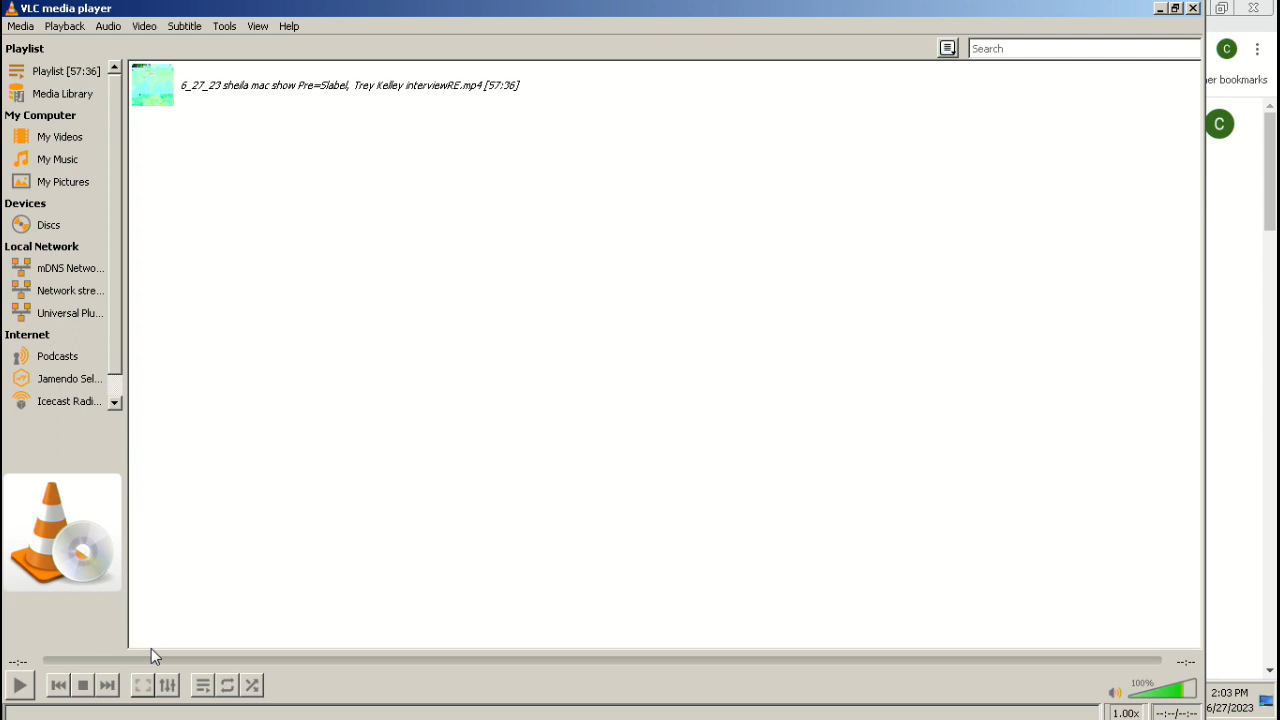 VLC media player
Media Playback Audio Video Subtitle Tools View Help
Playlist
Search
Playlist [57:36]
6_27_23 sheila mac show Pre=5label, Trey Kelley interviewRE.mp4 [57:36]
Media Library
My Computer
My Videos
My Music
My Pictures
Devices
Discs
Local Network
mDNS Netwo...
Network stre...
Universal Plu...
Internet
Podcasts
Jamendo Sel...
Icecast Radi...
C
er bookmarks
C
--:-- --:--
100%
2:03 PM
6/27/2023
1.00x --:--/--:--